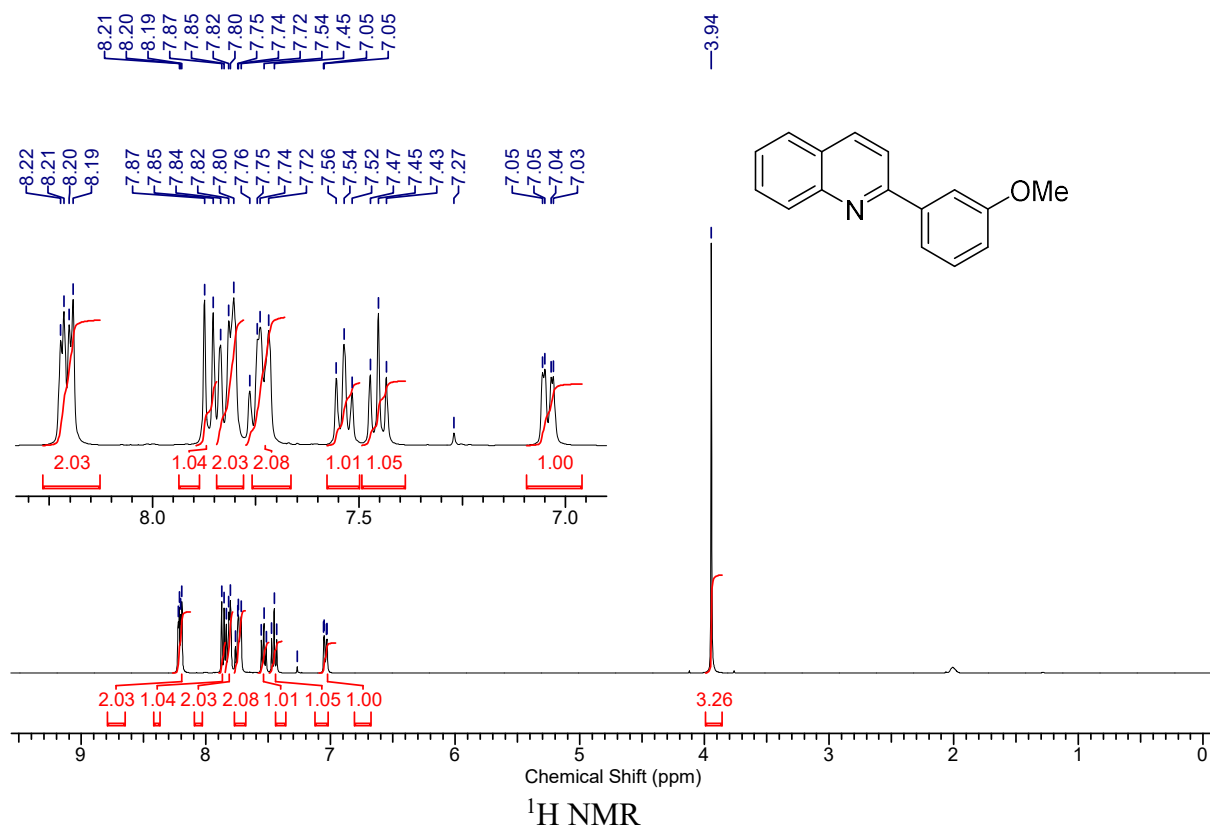 8.21 8.20 8.19 7.87 7.85 7.82 7.80 7.75 7.74 7.72 7.54 7.45 7.05 7.05
3.94
8.22 8.21 8.20 8.19 7.87 7.85 7.84 7.82 7.80 7.76 7.75 7.74 7.72 7.56 7.54 7.52 7.47 7.45 7.43 7.27 7.05 7.05 7.04 7.03
OMe
N
2.03 1.04 2.03 2.08 1.01 1.05 1.00
8.0 7.5 7.0
2.03 1.04 2.03 2.08 1.01 1.05 1.00 3.26
9 8 7 6 5 4 3 2 1 0
Chemical Shift (ppm)
¹H NMR